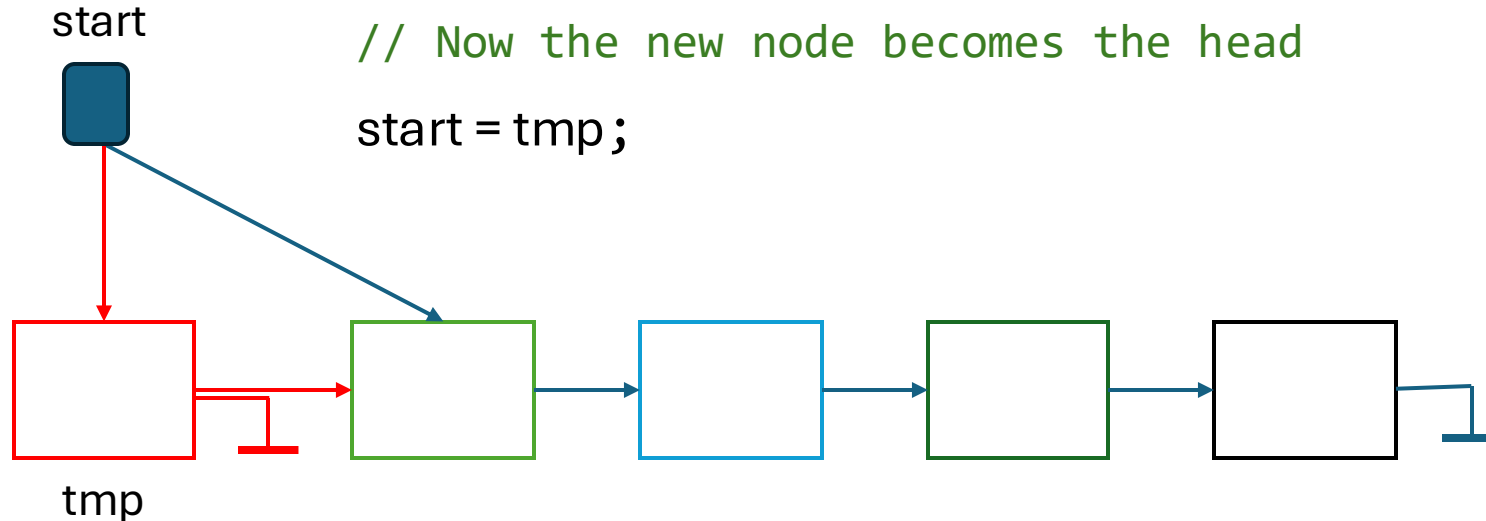 start
// Now the new node becomes the head
start = tmp;
tmp